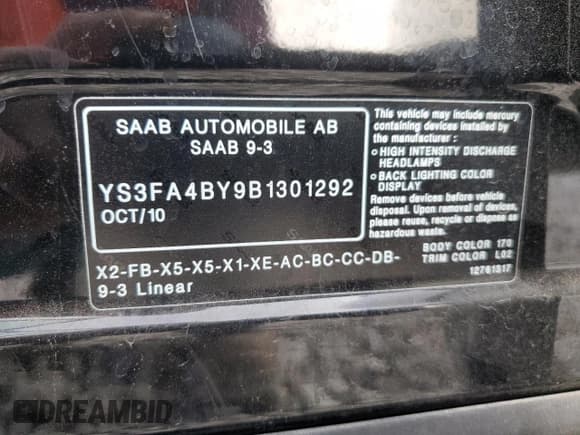 SAAB AUTOMOBILE AB
SAAB 9-3
YS3FA4BY9B1301292
OCT/10
X2-FB-X5-X5-X1-XE-AC-BC-CC-DB-
9-3 Linear
This vehicle may include mercury
containing devices installed by
the manufacturer :
HIGH INTENSITY DISCHARGE
HEADLAMPS
BACK LIGHTING COLOR
DISPLAY
Remove devices before vehicle
disposal. Upon removal of devices,
please reuse, recycle or dispose as
hazardous waste.
BODY COLOR 170
TRIM COLOR L02
12761317
DREAMBID